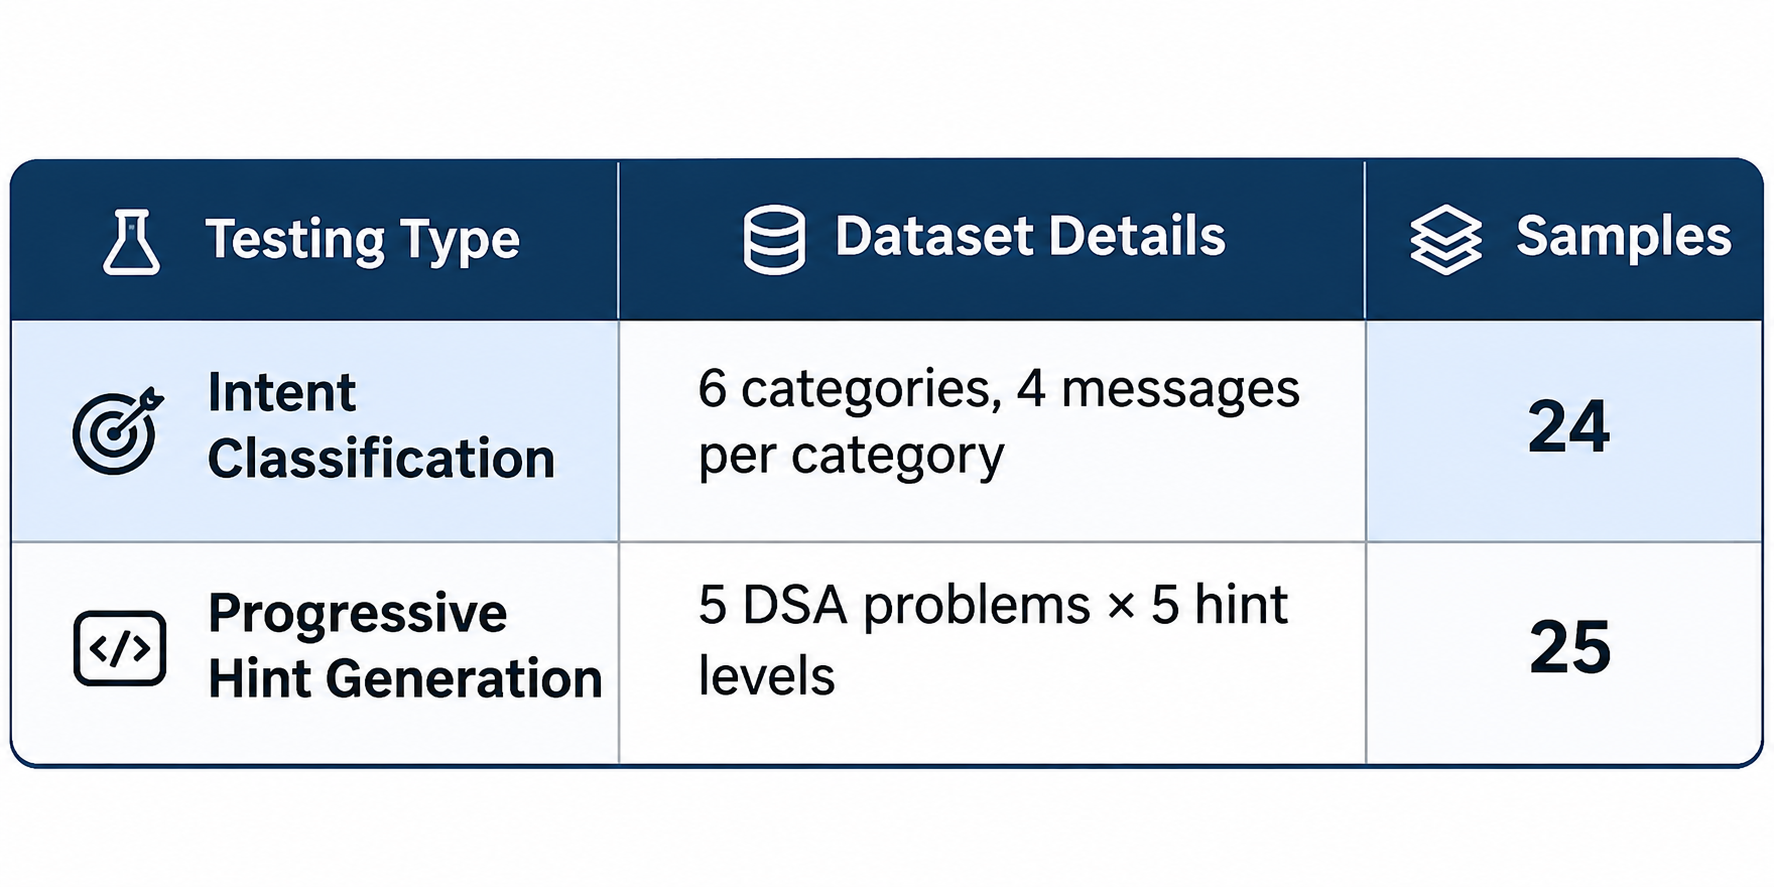 Testing Type
Dataset Details
Samples
Intent
Classification
6 categories, 4 messages
per category
24
Progressive
Hint Generation
5 DSA problems × 5 hint
levels
25